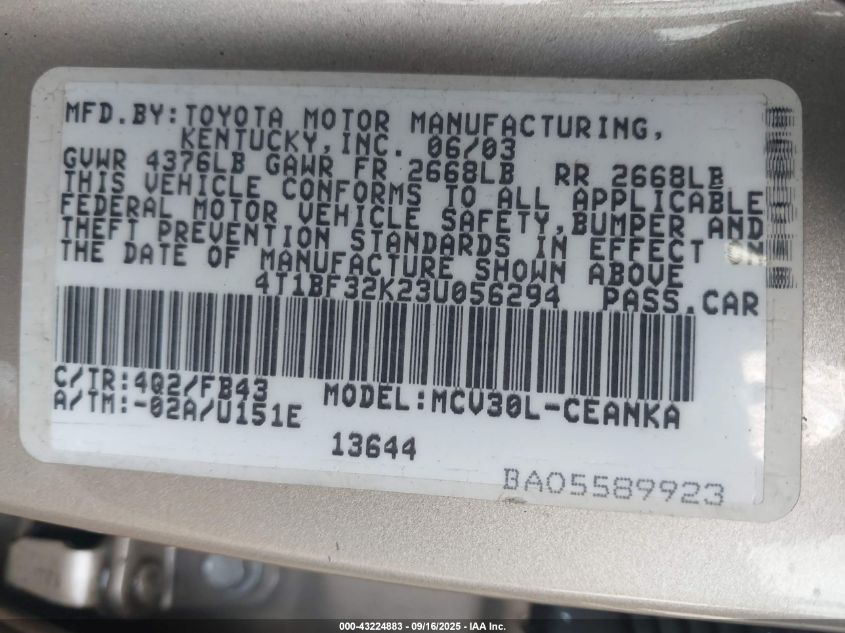 MFD.BY:TOYOTA MOTOR MANUFACTURING,
KENTUCKY,INC. 06/03
GVWR 4376LB GAWR FR 2668LB RR 2668LB
THIS VEHICLE CONFORMS TO ALL APPLICABLE
FEDERAL MOTOR VEHICLE SAFETY,BUMPER AND
THEFT PREVENTION STANDARDS IN EFFECT ON
THE DATE OF MANUFACTURE SHOWN ABOVE
4T1BF32K23U056294 PASS.CAR
C/TR:4Q2/FB43 MODEL:MCV30L-CEANKA
A/TM:-02A/U151E
13644
BA05589923
000-43224883 - 09/16/2025 - IAA Inc.